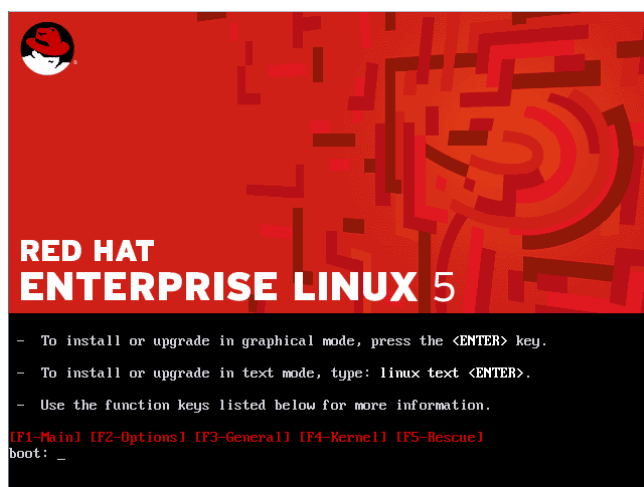 RED HAT
ENTERPRISE LINUX 5
- To install or upgrade in graphical mode, press the <ENTER> key.
- To install or upgrade in text mode, type: linux text <ENTER>.
- Use the function keys listed below for more information.
[F1-Main] [F2-Options] [F3-General] [F4-Kernel] [F5-Rescue]
boot: _